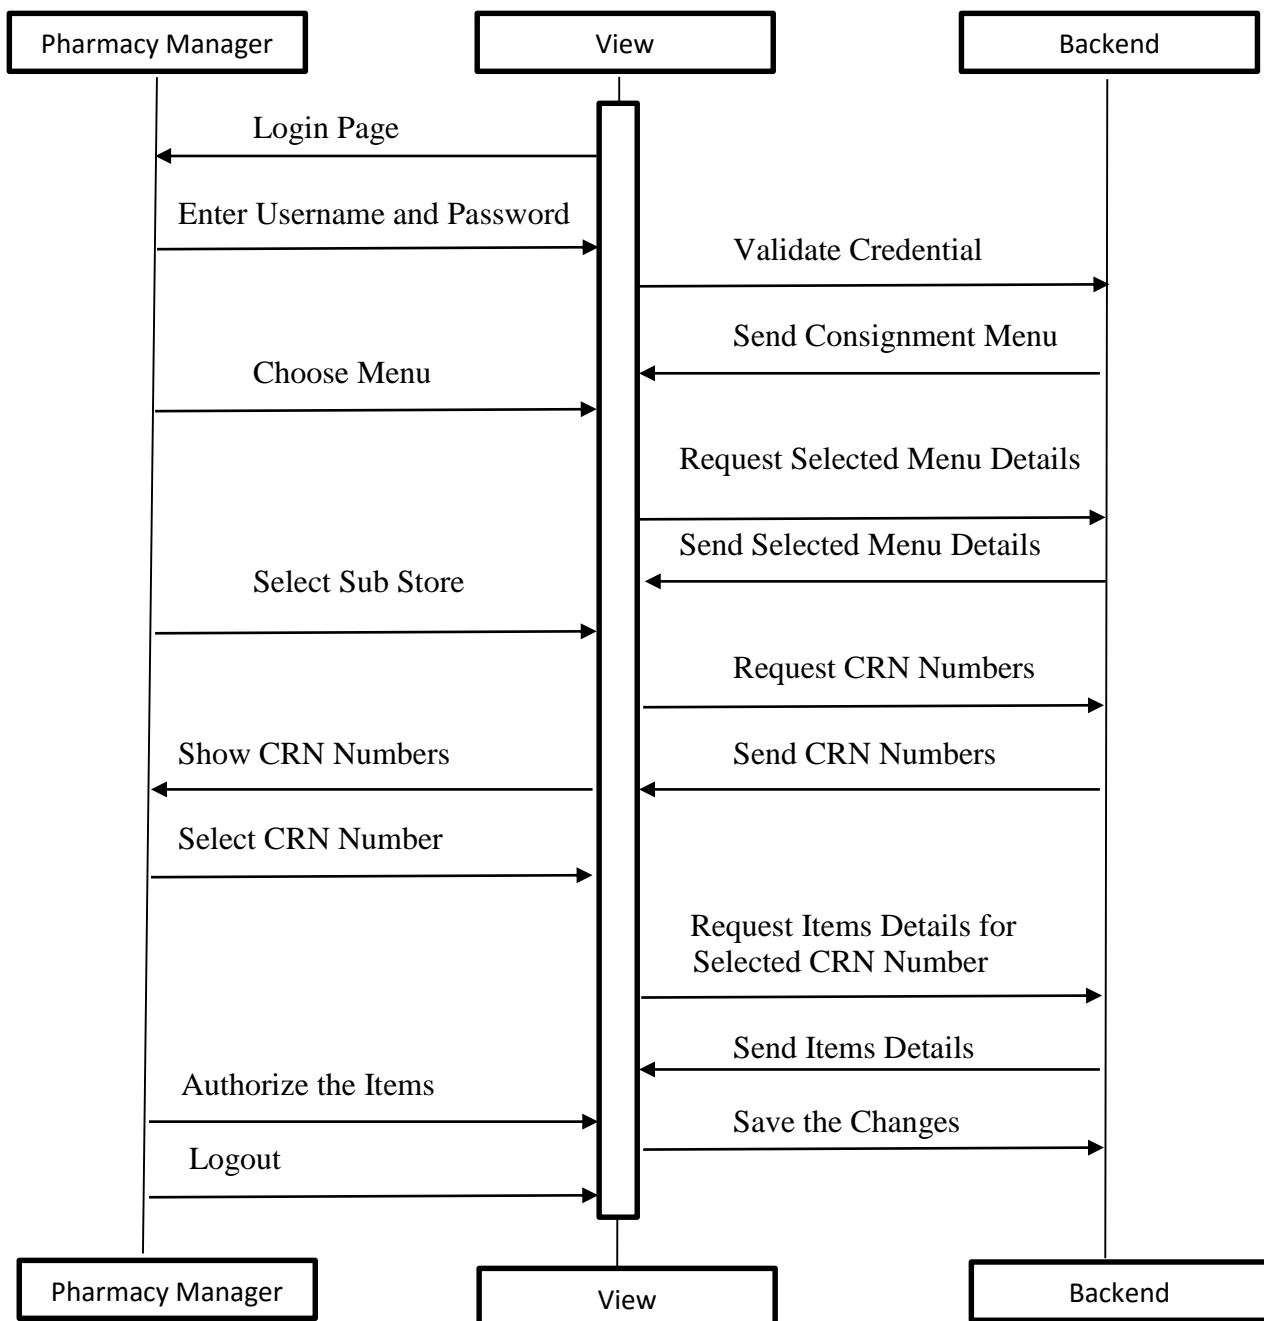 Pharmacy Manager
View
Backend
Login Page
Enter Username and Password
Validate Credential
Send Consignment Menu
Choose Menu
Request Selected Menu Details
Send Selected Menu Details
Select Sub Store
Request CRN Numbers
Show CRN Numbers
Send CRN Numbers
Select CRN Number
Request Items Details for
Selected CRN Number
Send Items Details
Authorize the Items
Save the Changes
Logout
Pharmacy Manager
View
Backend